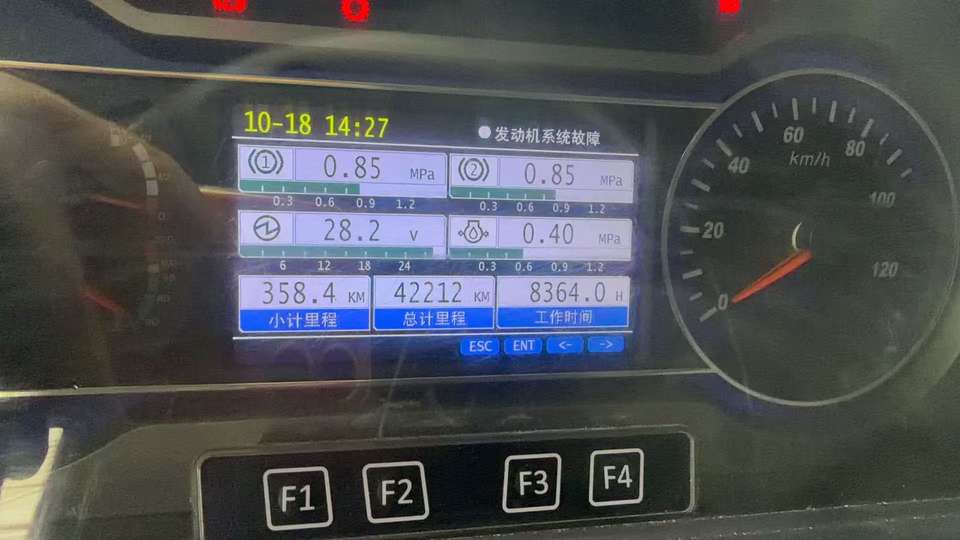 10-18 14:27
发动机系统故障
1 0.85 MPa
0.3 0.6 0.9 1.2
2 0.85 MPa
0.3 0.6 0.9 1.2
28.2 V
6 12 18 24
0.40 MPa
0.3 0.6 0.9 1.2
358.4 KM
小计里程
42212 KM
总计里程
8364.0 H
工作时间
ESC ENT <- ->
0 20 40 60 80 100 120
km/h
F1 F2 F3 F4